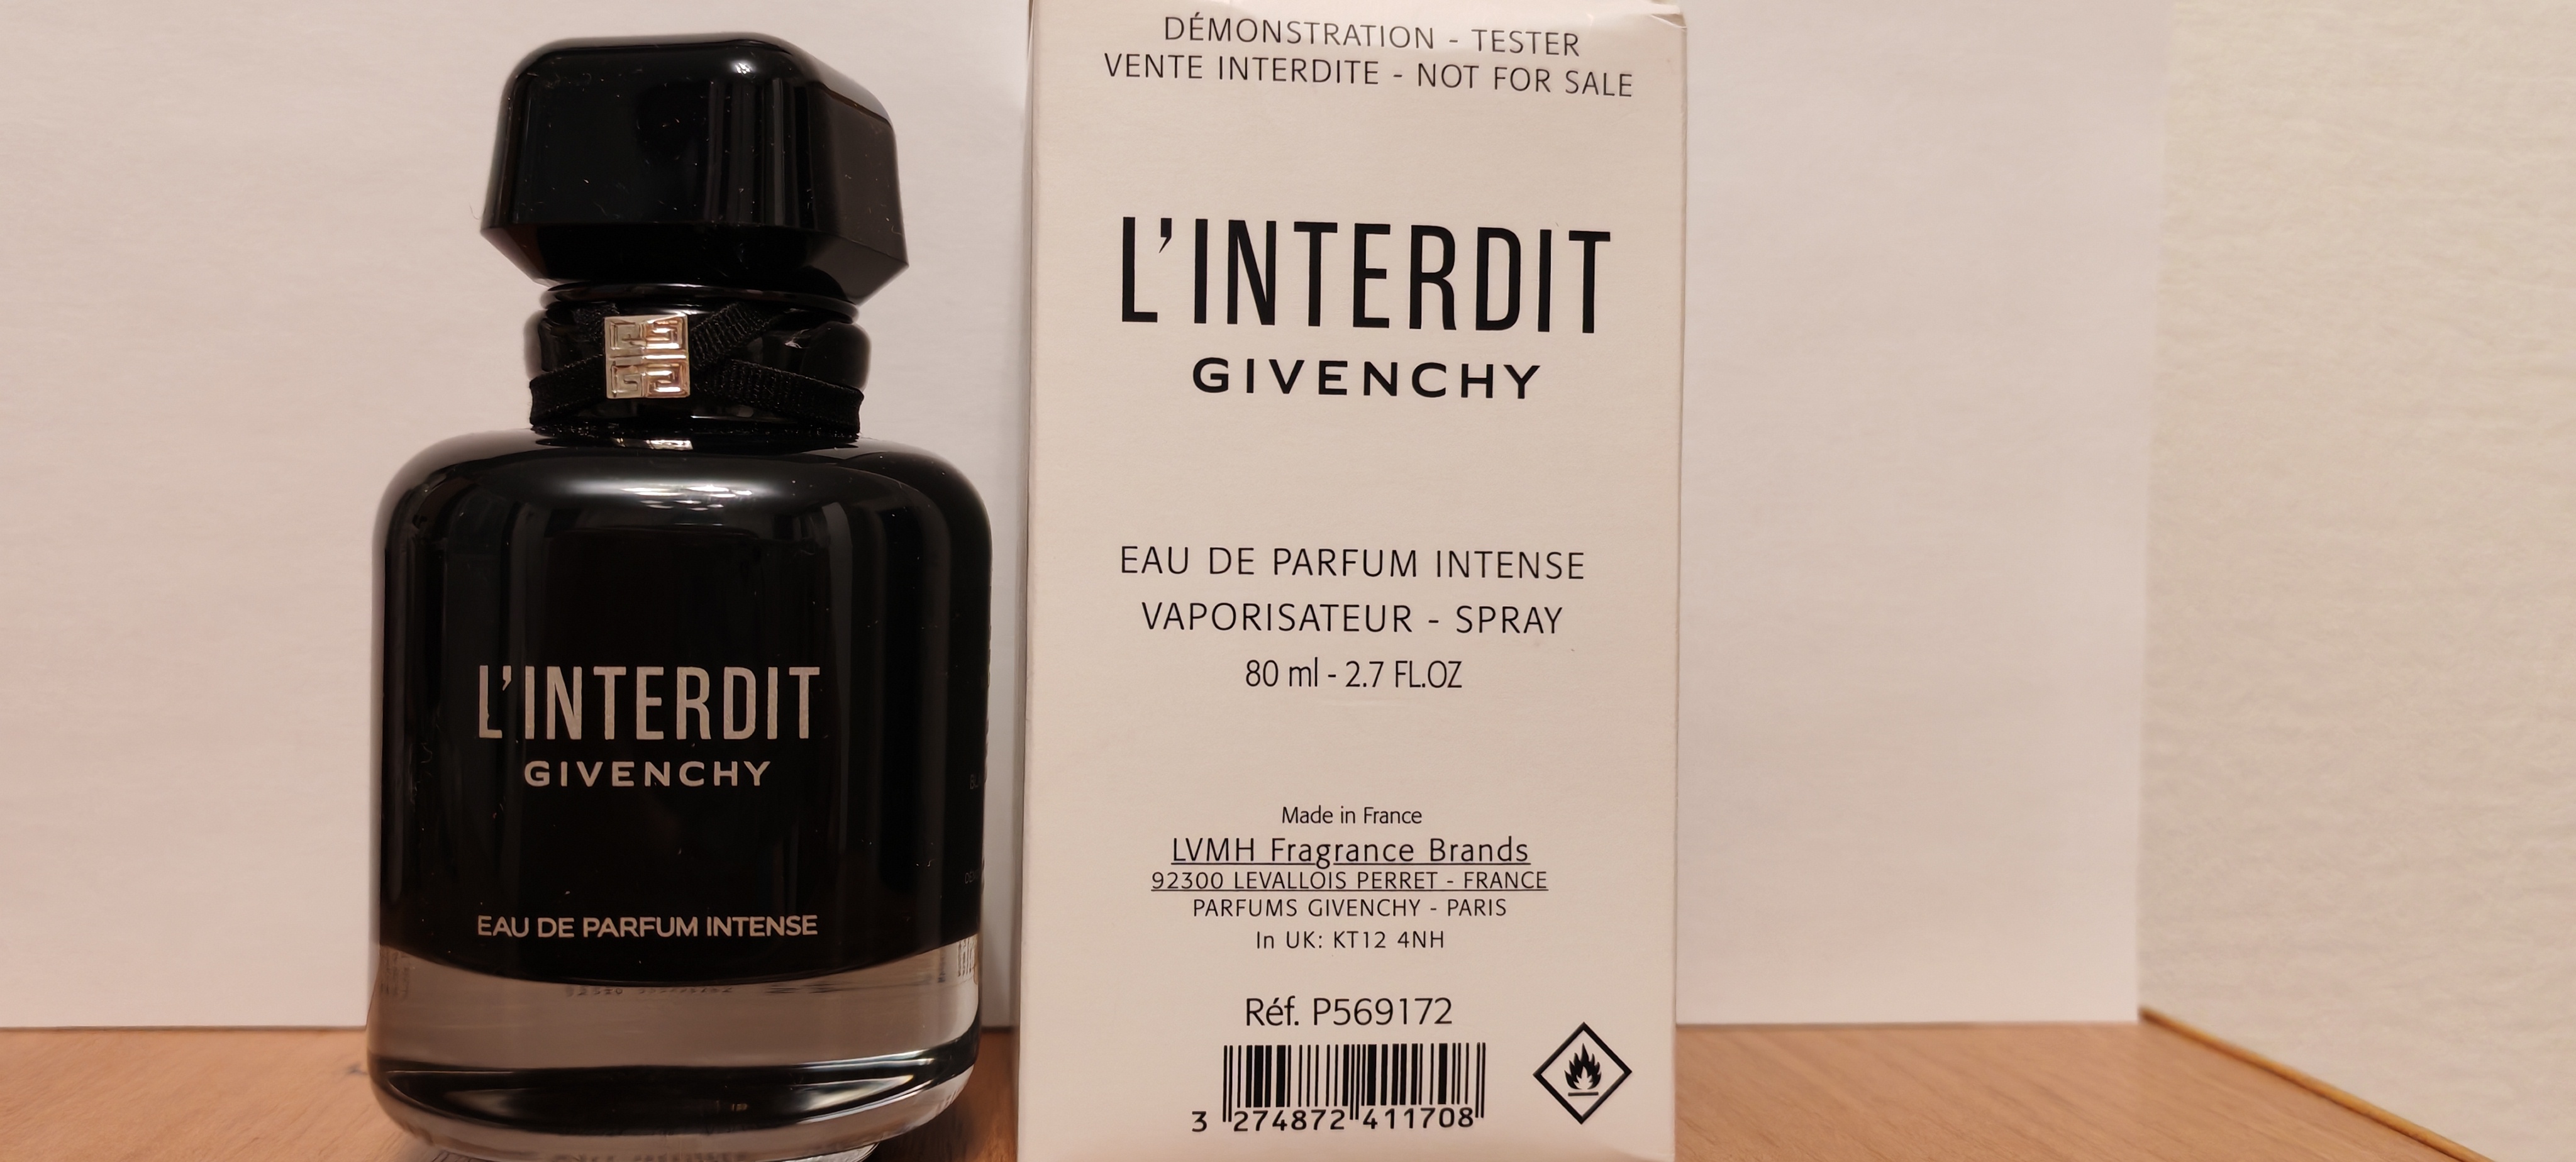 L'INTERDIT
GIVENCHY
EAU DE PARFUM INTENSE
DÉMONSTRATION - TESTER
VENTE INTERDITE - NOT FOR SALE
L'INTERDIT
GIVENCHY
EAU DE PARFUM INTENSE
VAPORISATEUR - SPRAY
80 ml - 2.7 FL.OZ
Made in France
LVMH Fragrance Brands
92300 LEVALLOIS PERRET - FRANCE
PARFUMS GIVENCHY - PARIS
In UK: KT12 4NH
Réf. P569172
3 274872 411708